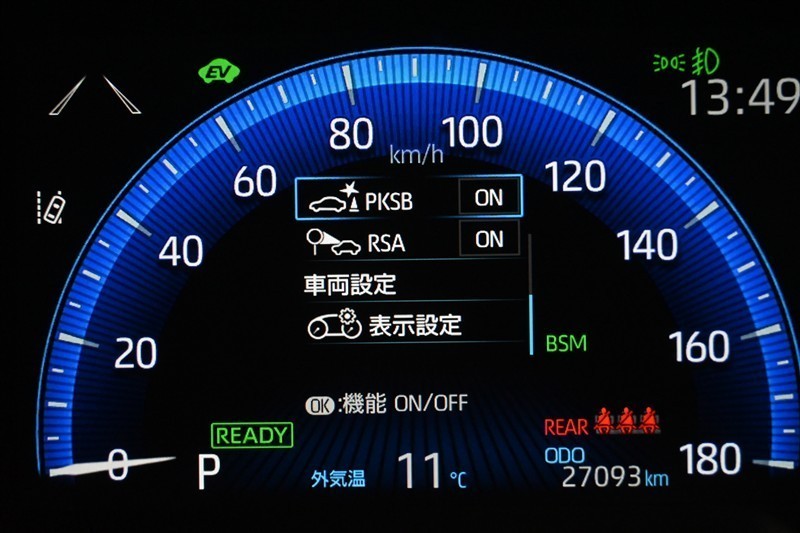 EV
13:49
80
100
km/h
60
120
PKSB ON
RSA ON
40
140
車両設定
表示設定
20
BSM
160
OK:機能 ON/OFF
READY
REAR
0
P
外気温 11℃
ODO
27093km
180